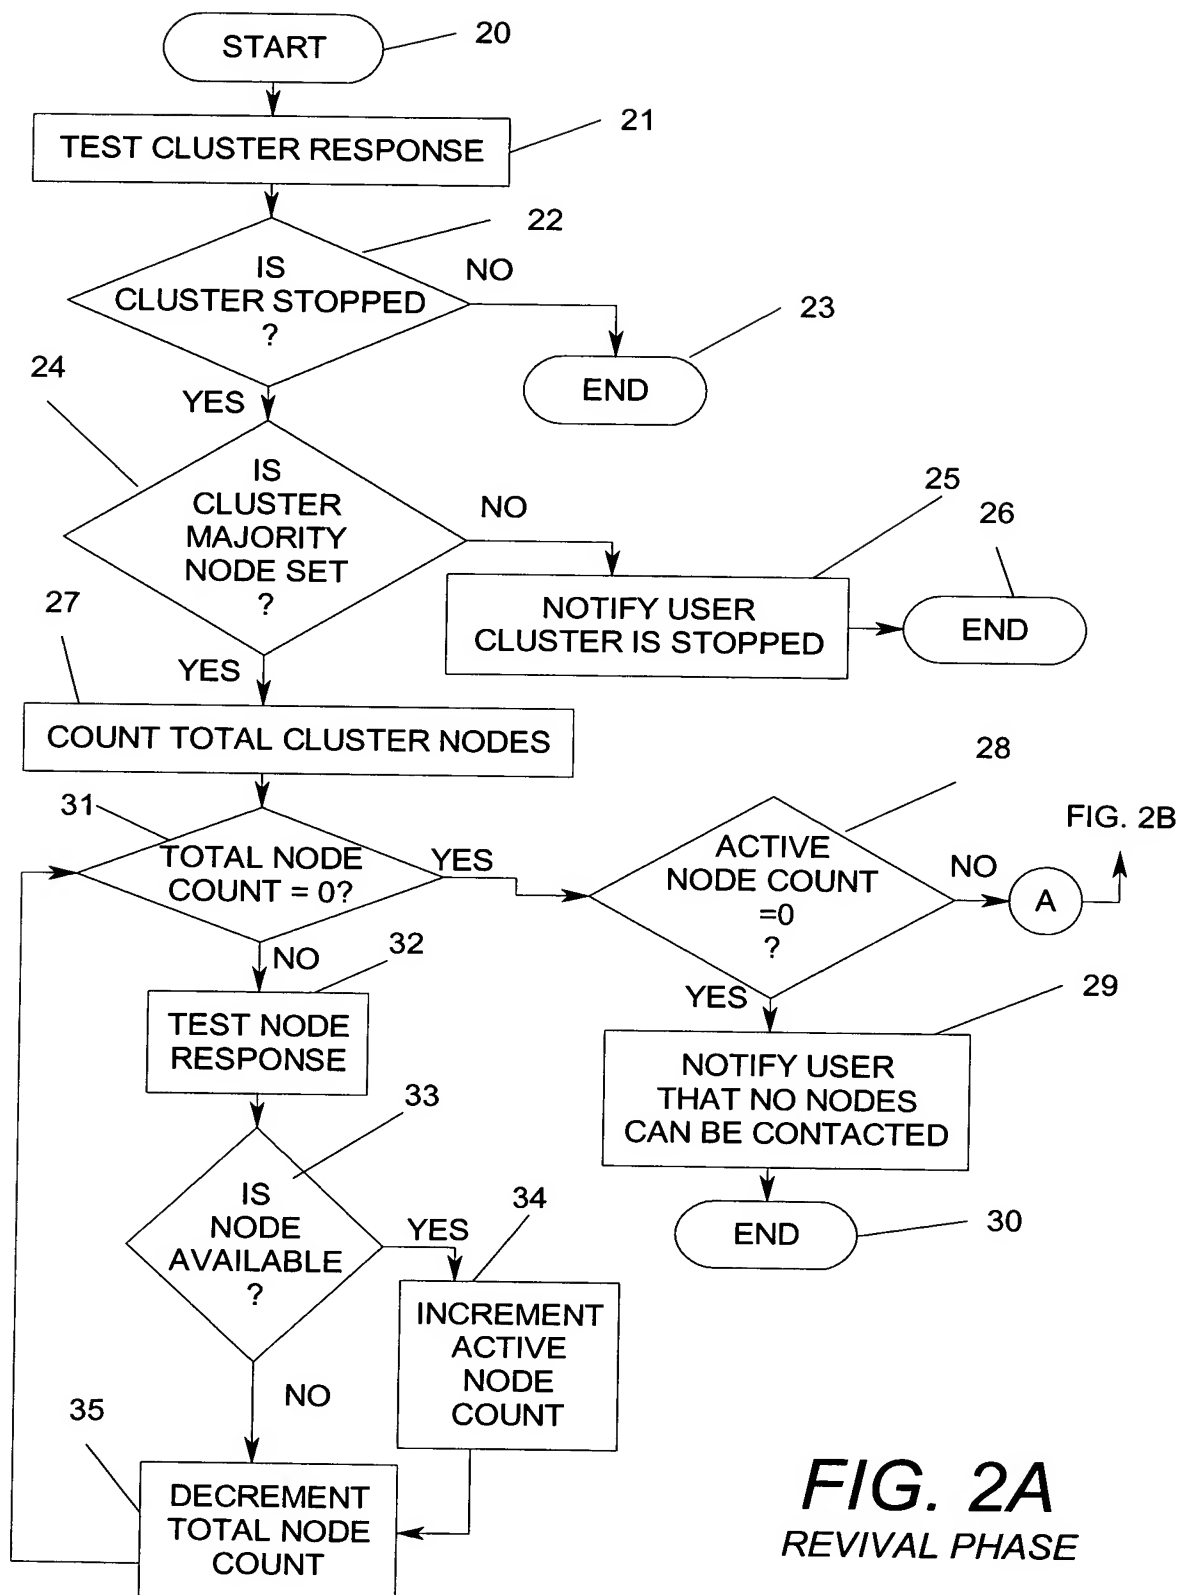 START
20
TEST CLUSTER RESPONSE
21
IS
CLUSTER STOPPED
?
22
NO
END
23
YES
24
IS
CLUSTER
MAJORITY
NODE SET
?
NO
NOTIFY USER
CLUSTER IS STOPPED
25
END
26
YES
27
COUNT TOTAL CLUSTER NODES
31
TOTAL NODE
COUNT = 0?
YES
ACTIVE
NODE COUNT
=0
?
28
NO
A
FIG. 2B
YES
NOTIFY USER
THAT NO NODES
CAN BE CONTACTED
29
END
30
NO
TEST NODE
RESPONSE
32
IS
NODE
AVAILABLE
?
33
YES
34
INCREMENT
ACTIVE
NODE
COUNT
NO
35
DECREMENT
TOTAL NODE
COUNT
FIG. 2A
REVIVAL PHASE